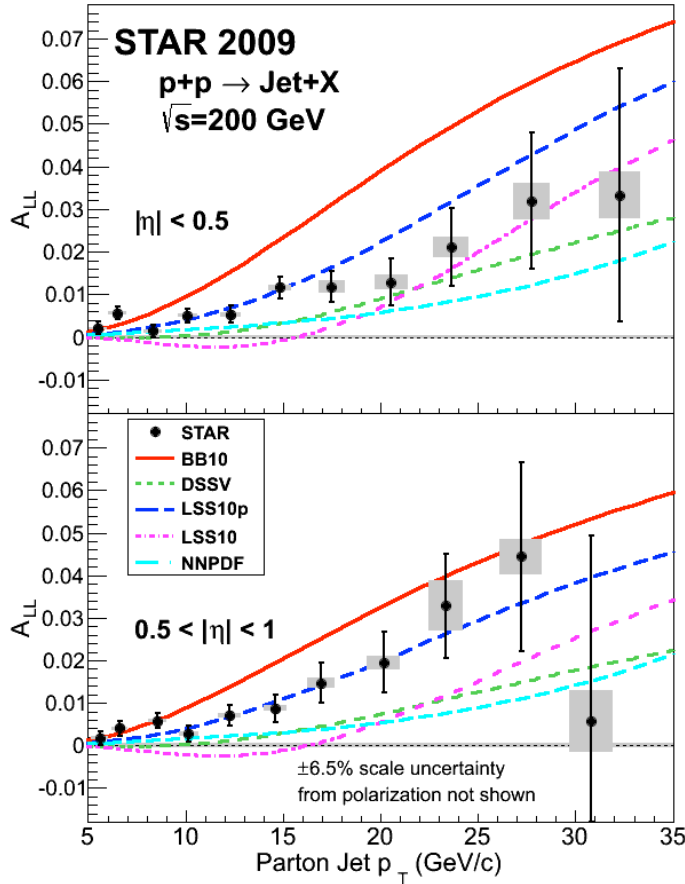 STAR 2009
p+p → Jet+X
√s=200 GeV
|η| < 0.5
A_LL
0.07
0.06
0.05
0.04
0.03
0.02
0.01
0
-0.01
STAR
BB10
DSSV
LSS10p
LSS10
NNPDF
0.5 < |η| < 1
A_LL
0.07
0.06
0.05
0.04
0.03
0.02
0.01
0
-0.01
±6.5% scale uncertainty
from polarization not shown
5 10 15 20 25 30 35
Parton Jet p_T (GeV/c)